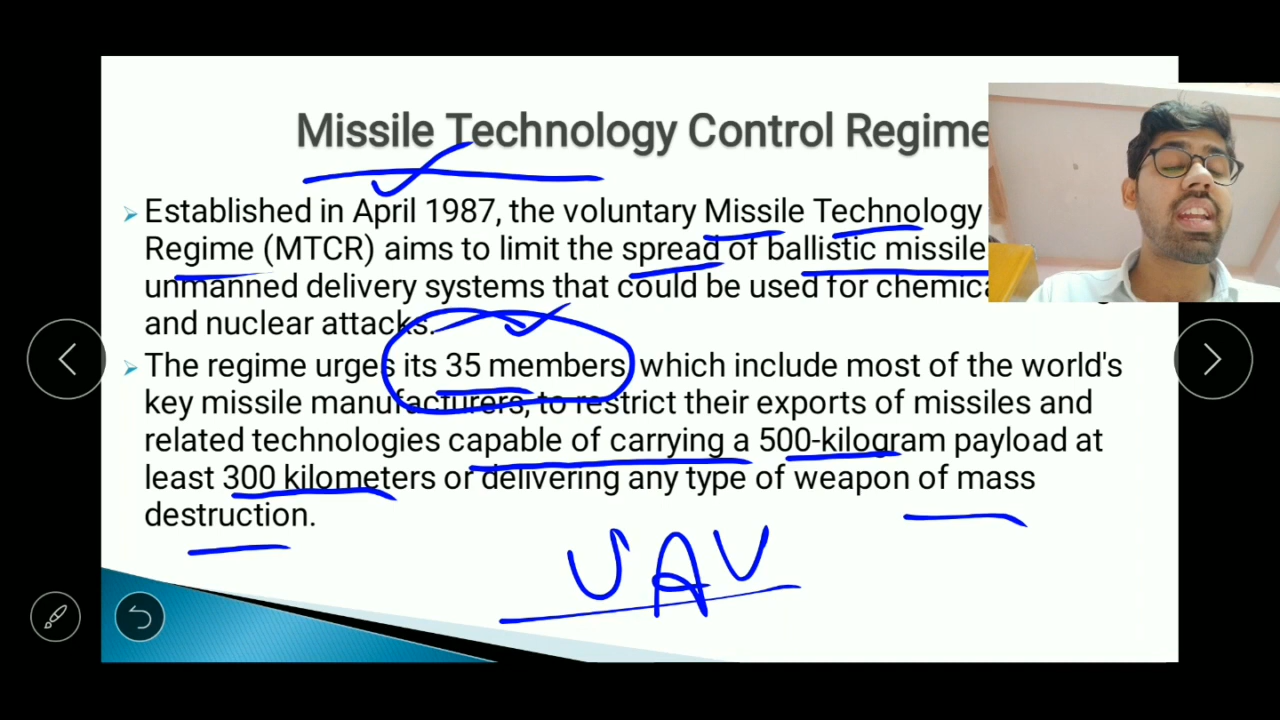 Missile Technology Control Regime
Established in April 1987, the voluntary Missile Technology
Regime (MTCR) aims to limit the spread of ballistic missile
unmanned delivery systems that could be used for
and nuclear attacks.
The regime urges its 35 members, which include most of the world's
key missile manufacturers, to restrict their exports of missiles and
related technologies capable of carrying a 500-kilogram payload at
least 300 kilometers or delivering any type of weapon of mass
destruction.
UAV